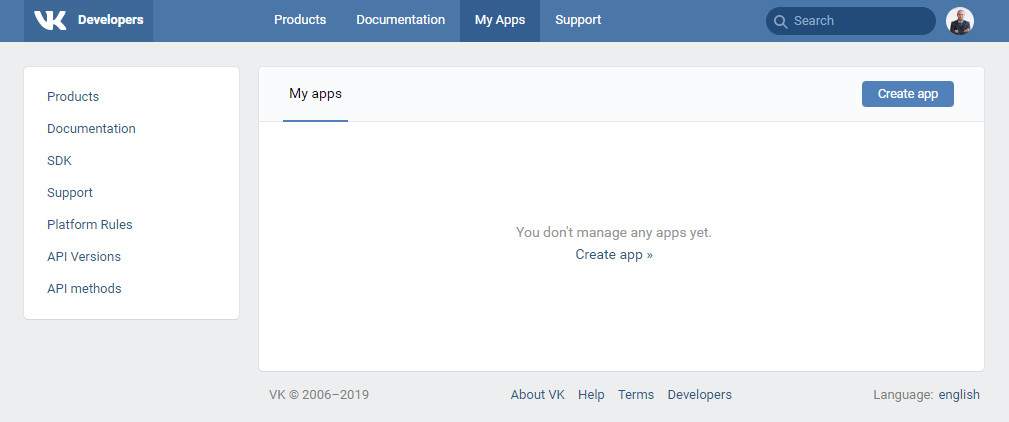 VK Developers Products Documentation My Apps Support Search
Products
Documentation
SDK
Support
Platform Rules
API Versions
API methods
My apps Create app
You don't manage any apps yet.
Create app »
VK © 2006–2019 About VK Help Terms Developers Language: english